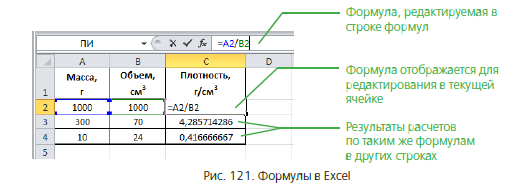 Формула, редактируемая в
строке формул
ПИ
fx
=A2/B2
A B C D
Масса, г
Объем, см³
Плотность, г/см³
1
2 1000 1000 =A2/B2
3 300 70 4,285714286
4 10 24 0,416666667
5
Формула отображается для
редактирования в текущей
ячейке
Результаты расчетов
по таким же формулам
в других строках
Рис. 121. Формулы в Excel